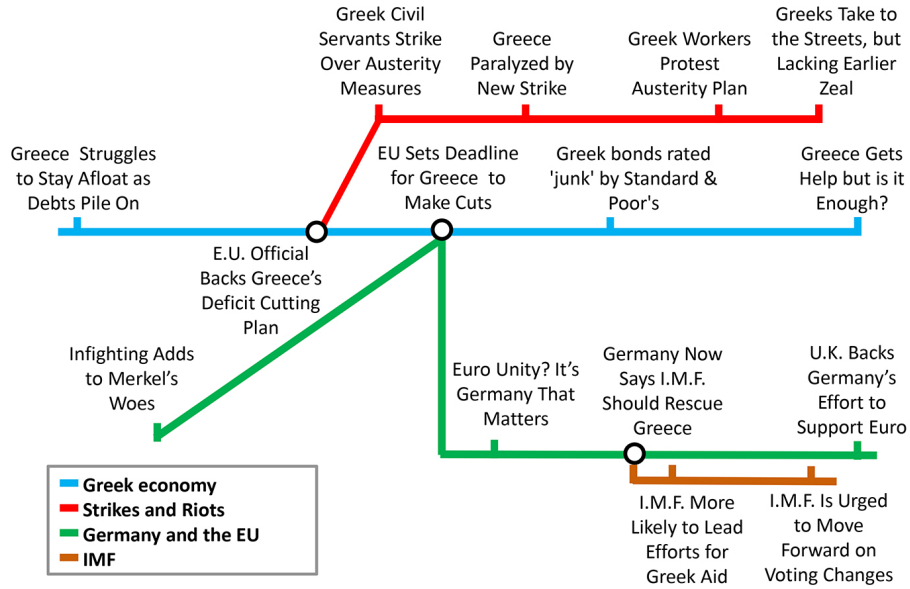 Greek Civil
Servants Strike
Over Austerity
Measures
Greece
Paralyzed by
New Strike
Greek Workers
Protest
Austerity Plan
Greeks Take to
the Streets, but
Lacking Earlier
Zeal
Greece Struggles
to Stay Afloat as
Debts Pile On
EU Sets Deadline
for Greece to
Make Cuts
Greek bonds rated
'junk' by Standard &
Poor's
Greece Gets
Help but is it
Enough?
E.U. Official
Backs Greece's
Deficit Cutting
Plan
Infighting Adds
to Merkel's
Woes
Euro Unity? It's
Germany That
Matters
Germany Now
Says I.M.F.
Should Rescue
Greece
U.K. Backs
Germany's
Effort to
Support Euro
I.M.F. More
Likely to Lead
Efforts for
Greek Aid
I.M.F. Is Urged
to Move
Forward on
Voting Changes
Greek economy
Strikes and Riots
Germany and the EU
IMF